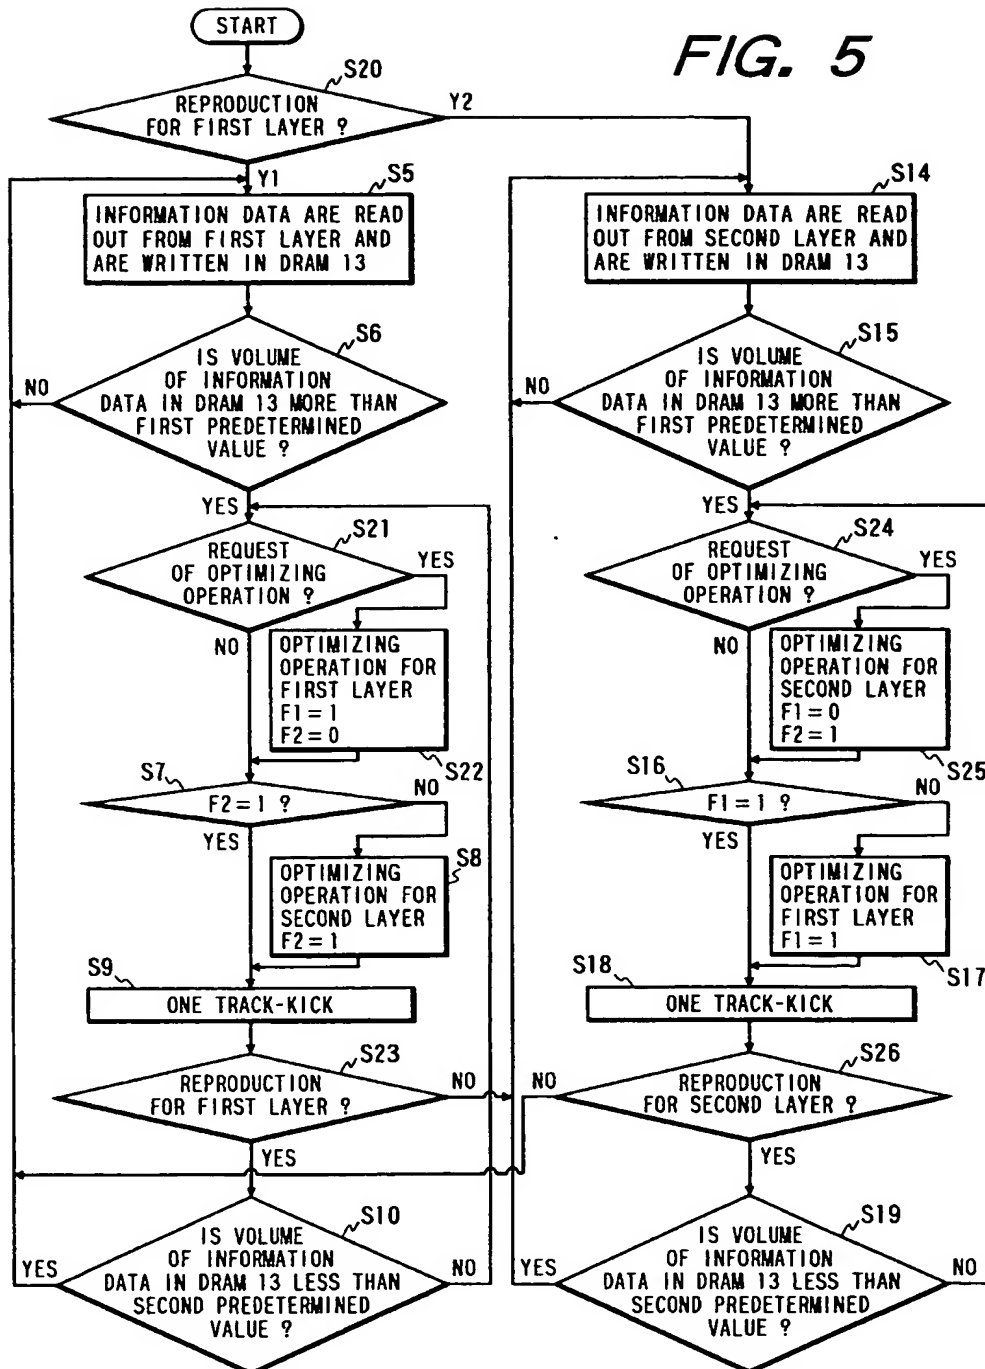 FIG. 5
START
S20
REPRODUCTION
FOR FIRST LAYER ?
Y2
Y1
S5
INFORMATION DATA ARE READ
OUT FROM FIRST LAYER AND
ARE WRITTEN IN DRAM 13
S6
IS VOLUME
OF INFORMATION
DATA IN DRAM 13 MORE THAN
FIRST PREDETERMINED
VALUE ?
NO
YES
S21
REQUEST
OF OPTIMIZING
OPERATION ?
YES
NO
OPTIMIZING
OPERATION FOR
FIRST LAYER
F1 = 1
F2 = 0
S22
S7
F2 = 1 ?
NO
YES
S8
OPTIMIZING
OPERATION FOR
SECOND LAYER
F2 = 1
S9
ONE TRACK-KICK
S23
REPRODUCTION
FOR FIRST LAYER ?
NO
YES
S10
IS VOLUME
OF INFORMATION
DATA IN DRAM 13 LESS THAN
SECOND PREDETERMINED
VALUE ?
YES
NO
S14
INFORMATION DATA ARE READ
OUT FROM SECOND LAYER AND
ARE WRITTEN IN DRAM 13
S15
IS VOLUME
OF INFORMATION
DATA IN DRAM 13 MORE THAN
FIRST PREDETERMINED
VALUE ?
NO
YES
S24
REQUEST
OF OPTIMIZING
OPERATION ?
YES
NO
OPTIMIZING
OPERATION FOR
SECOND LAYER
F1 = 0
F2 = 1
S25
S16
F1 = 1 ?
NO
YES
OPTIMIZING
OPERATION FOR
FIRST LAYER
F1 = 1
S17
S18
ONE TRACK-KICK
S26
REPRODUCTION
FOR SECOND LAYER ?
NO
YES
S19
IS VOLUME
OF INFORMATION
DATA IN DRAM 13 LESS THAN
SECOND PREDETERMINED
VALUE ?
YES
NO